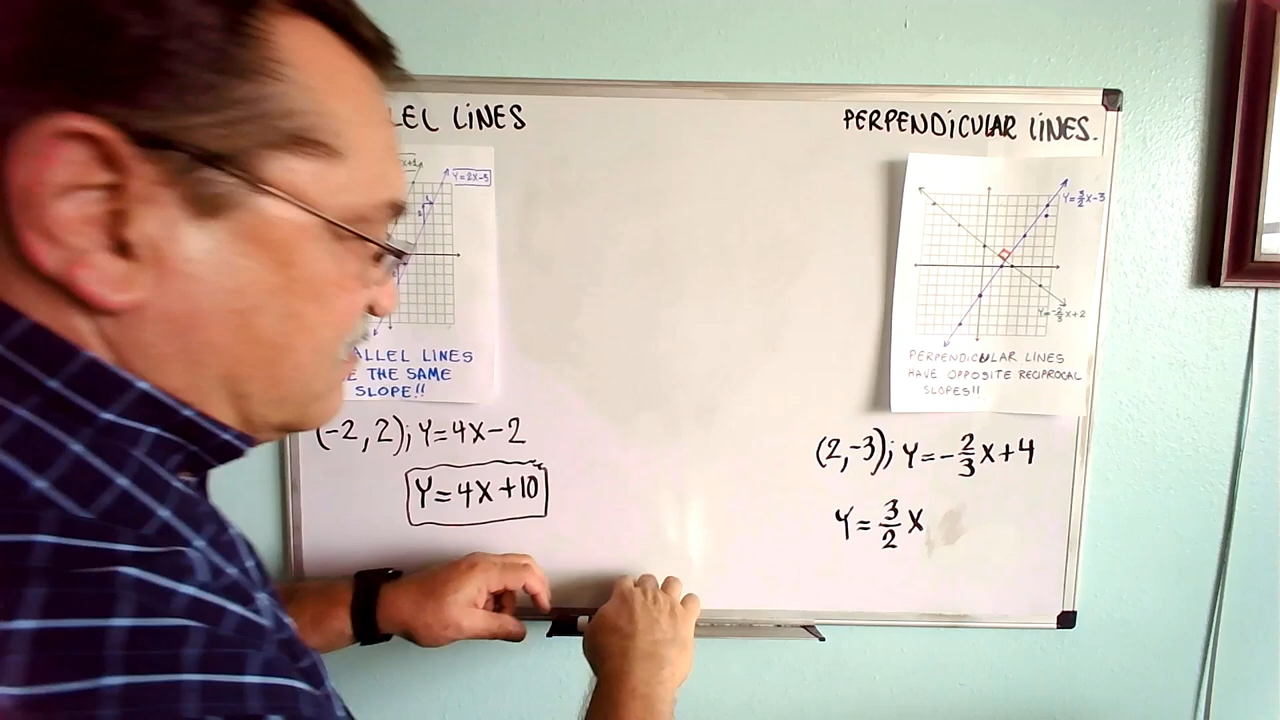 LEL LINES
Y=2X-5
ALLEL LINES
E THE SAME
SLOPE!!
(-2, 2); Y=4X-2
Y=4X+10
PERPENDICULAR LINES.
Y=3/2X-3
Y=-2/3X+2
PERPENDICULAR LINES
HAVE OPPOSITE RECIPROCAL
SLOPES!!
(2,-3); Y=-2/3X+4
Y=3/2X